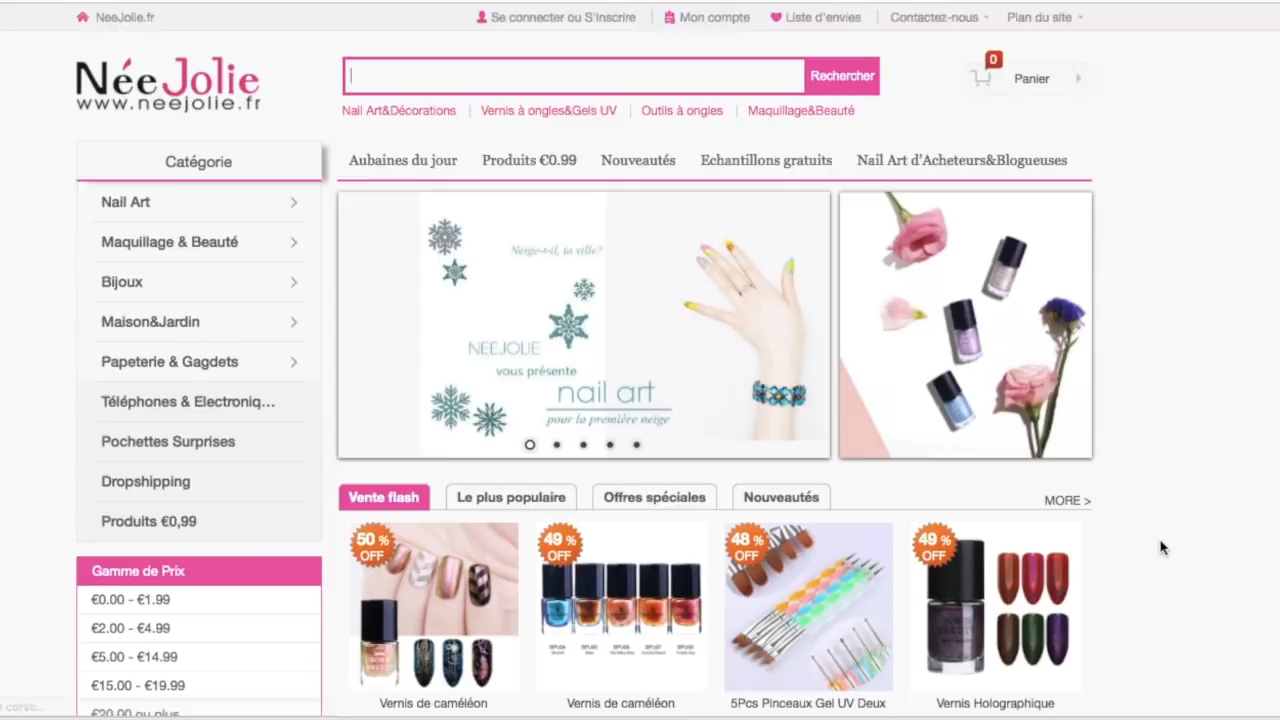 NeeJolie.fr
Se connecter ou S'inscrire
Mon compte
Liste d'envies
Contactez-nous
Plan du site
NéeJolie
www.neejolie.fr
Rechercher
0
Panier
Nail Art&Décorations
Vernis à ongles&Gels UV
Outils à ongles
Maquillage&Beauté
Catégorie
Aubaines du jour
Produits €0.99
Nouveautés
Echantillons gratuits
Nail Art d'Acheteurs&Blogueuses
Nail Art
Maquillage & Beauté
Bijoux
Maison&Jardin
Papeterie & Gagdets
Téléphones & Electroniq...
Pochettes Surprises
Dropshipping
Produits €0,99
Neige-t-il, ta ville?
NEEJOLIE
vous présente
nail art
pour la première neige
Vente flash
Le plus populaire
Offres spéciales
Nouveautés
MORE >
50 %
OFF
49 %
OFF
48 %
OFF
49 %
OFF
Vernis de caméléon
Vernis de caméléon
5Pcs Pinceaux Gel UV Deux
Vernis Holographique
Gamme de Prix
€0.00 - €1.99
€2.00 - €4.99
€5.00 - €14.99
€15.00 - €19.99
€20.00 ou plus